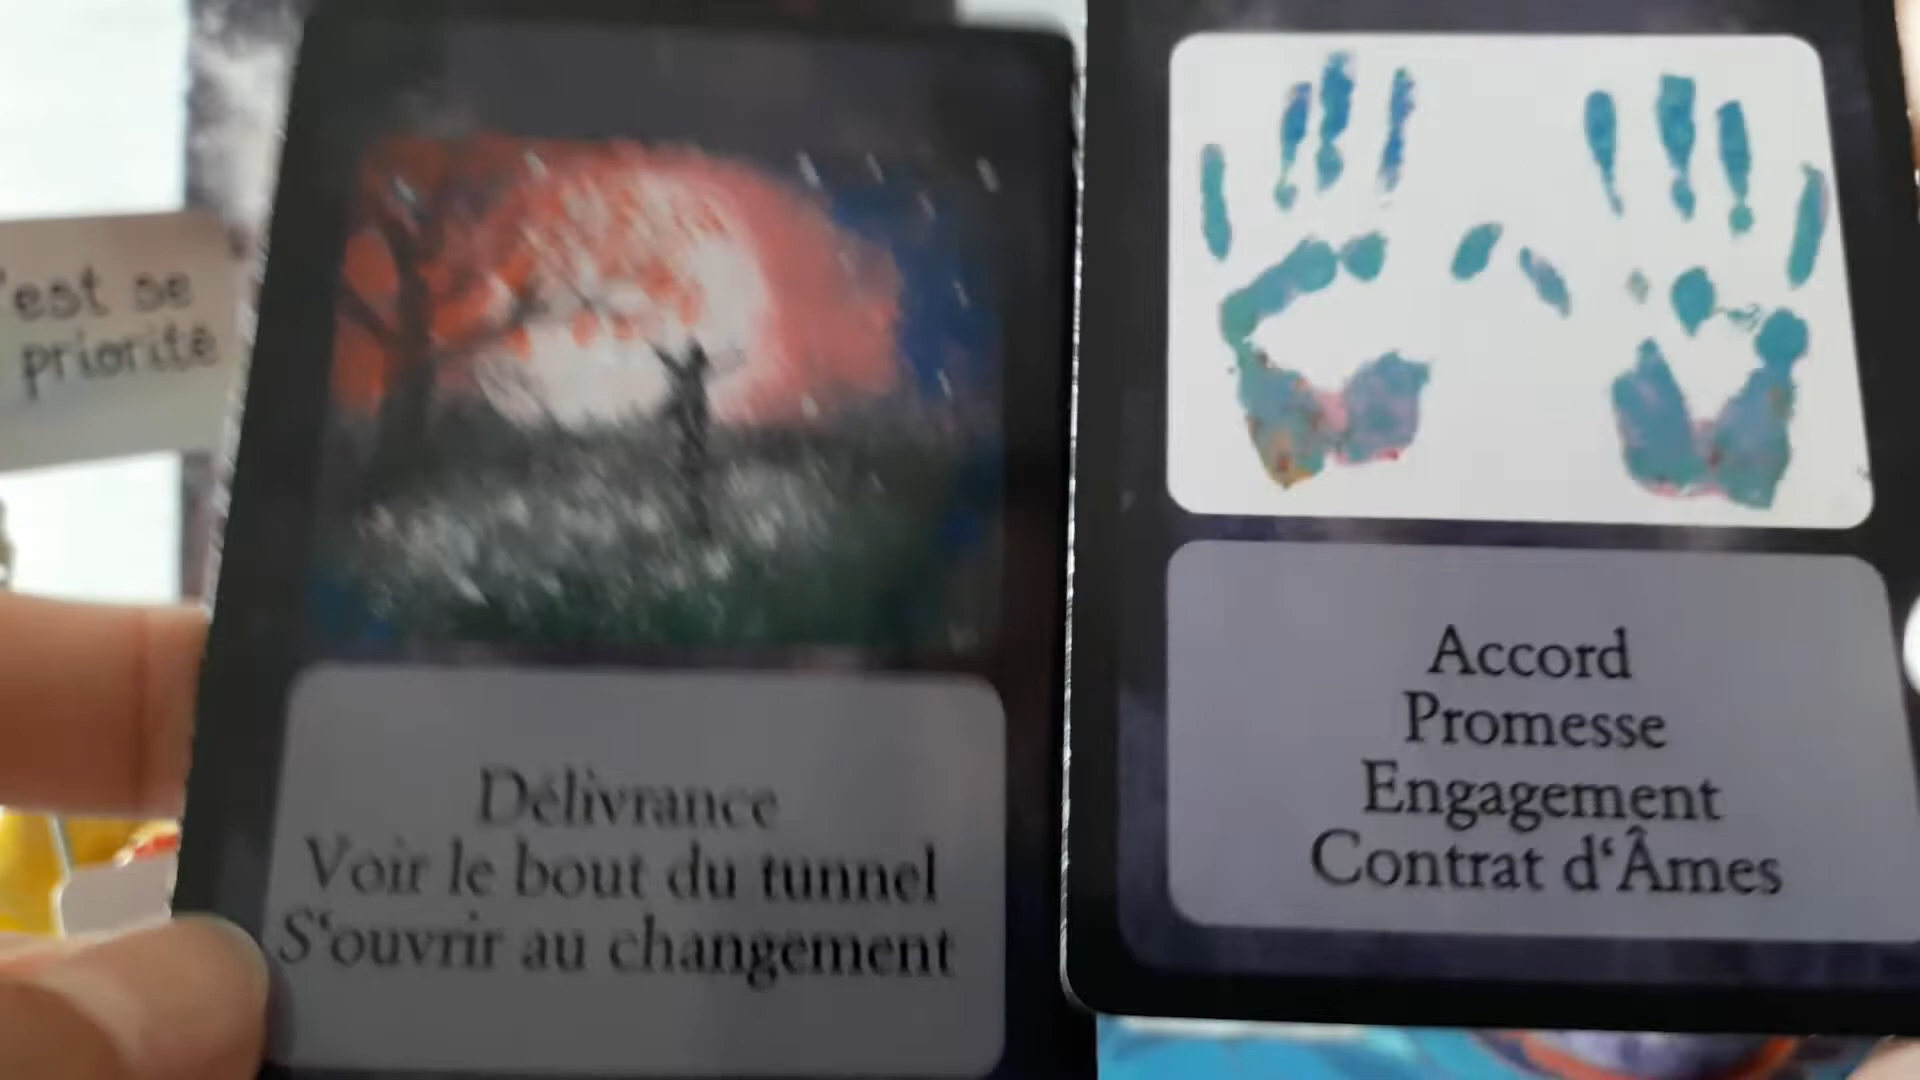 'est se
priorité
Délivrance
Voir le bout du tunnel
S‘ouvrir au changement
Accord
Promesse
Engagement
Contrat d‘Âmes